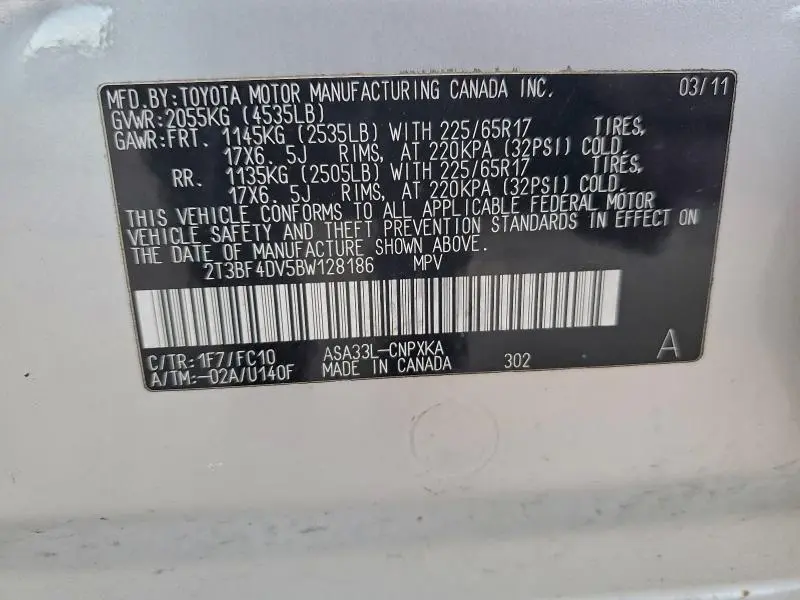 MFD.BY:TOYOTA MOTOR MANUFACTURING CANADA INC. 03/11
GVWR:2055KG (4535LB)
GAWR:FRT. 1145KG (2535LB) WITH 225/65R17 TIRES,
17X6. 5J RIMS, AT 220KPA (32PSI) COLD.
RR. 1135KG (2505LB) WITH 225/65R17 TIRES,
17X6. 5J RIMS, AT 220KPA (32PSI) COLD.
THIS VEHICLE CONFORMS TO ALL APPLICABLE FEDERAL MOTOR
VEHICLE SAFETY AND THEFT PREVENTION STANDARDS IN EFFECT ON
THE DATE OF MANUFACTURE SHOWN ABOVE.
2T3BF4DV5BW128186 MPV
C/TR:1F7/FC10 ASA33L-CNPXKA A
A/TM:-02A/U140F MADE IN CANADA 302